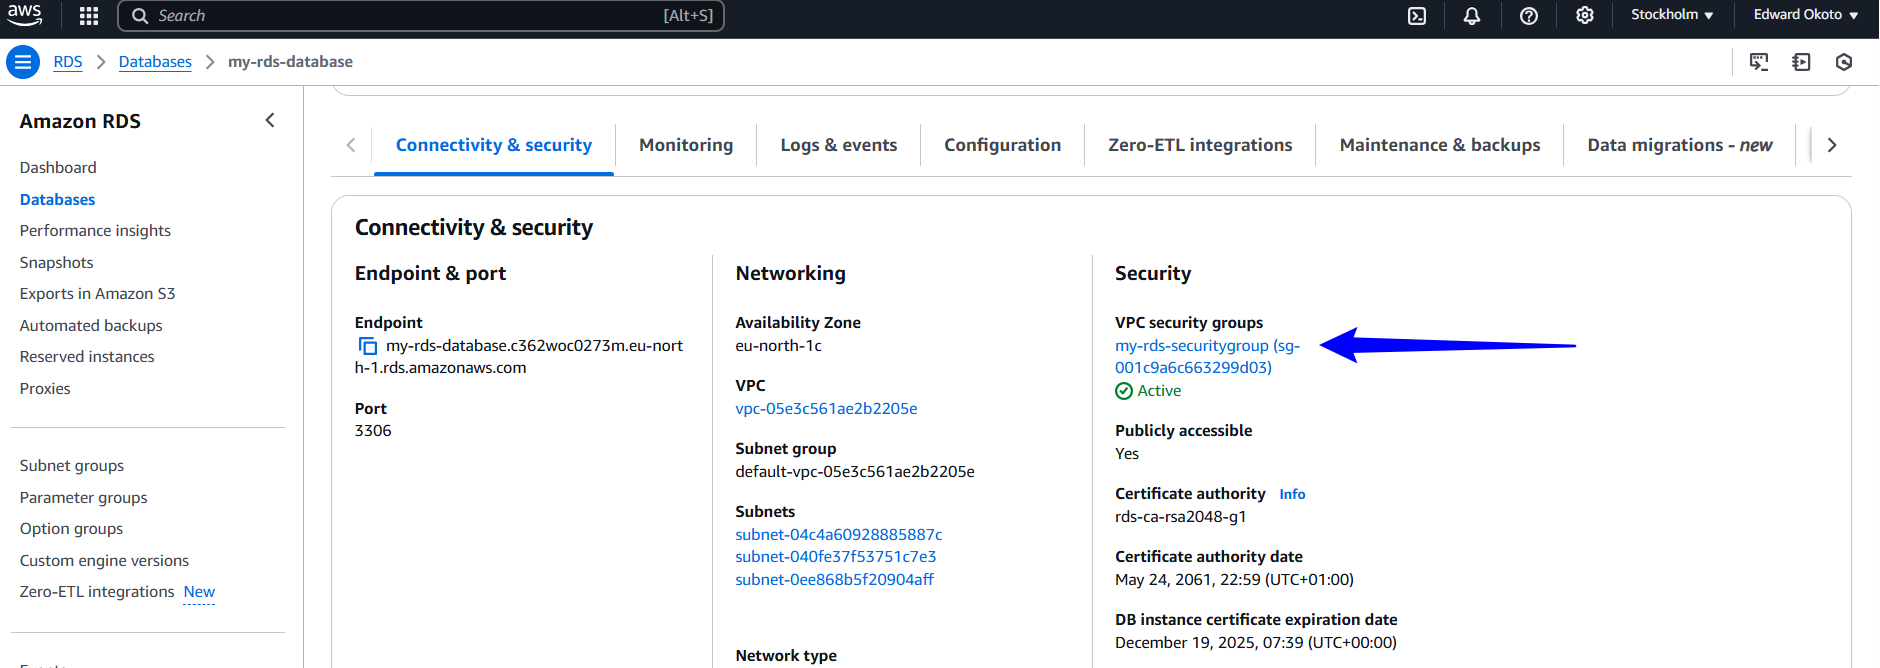 aws
Search
[Alt+S]
Stockholm
Edward Okoto
RDS
Databases
my-rds-database
Amazon RDS
Dashboard
Databases
Performance insights
Snapshots
Exports in Amazon S3
Automated backups
Reserved instances
Proxies
Subnet groups
Parameter groups
Option groups
Custom engine versions
Zero-ETL integrations New
Connectivity & security
Monitoring
Logs & events
Configuration
Zero-ETL integrations
Maintenance & backups
Data migrations - new
Connectivity & security
Endpoint & port
Endpoint
my-rds-database.c362woc0273m.eu-nort
h-1.rds.amazonaws.com
Port
3306
Networking
Availability Zone
eu-north-1c
VPC
vpc-05e3c561ae2b2205e
Subnet group
default-vpc-05e3c561ae2b2205e
Subnets
subnet-04c4a60928885887c
subnet-040fe37f53751c7e3
subnet-0ee868b5f20904aff
Network type
Security
VPC security groups
my-rds-securitygroup (sg-
001c9a6c663299d03)
Active
Publicly accessible
Yes
Certificate authority Info
rds-ca-rsa2048-g1
Certificate authority date
May 24, 2061, 22:59 (UTC+01:00)
DB instance certificate expiration date
December 19, 2025, 07:39 (UTC+00:00)